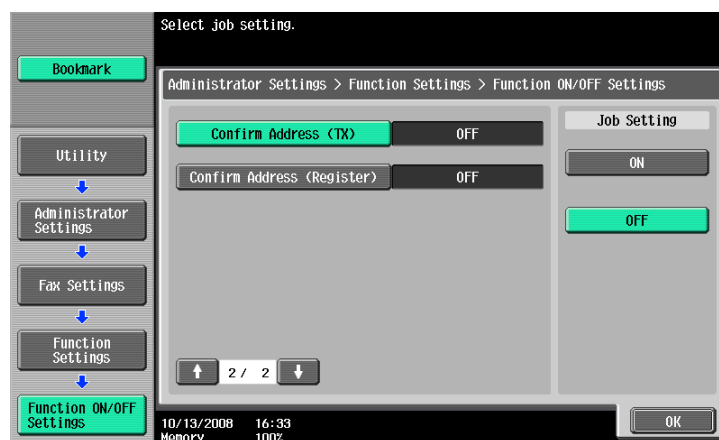 Select job setting.
Bookmark
Administrator Settings > Function Settings > Function ON/OFF Settings
Confirm Address (TX) OFF
Confirm Address (Register) OFF
Job Setting
ON
OFF
Utility
Administrator
Settings
Fax Settings
Function
Settings
Function ON/OFF
Settings
2/ 2
10/13/2008 16:33
Memory 100%
OK